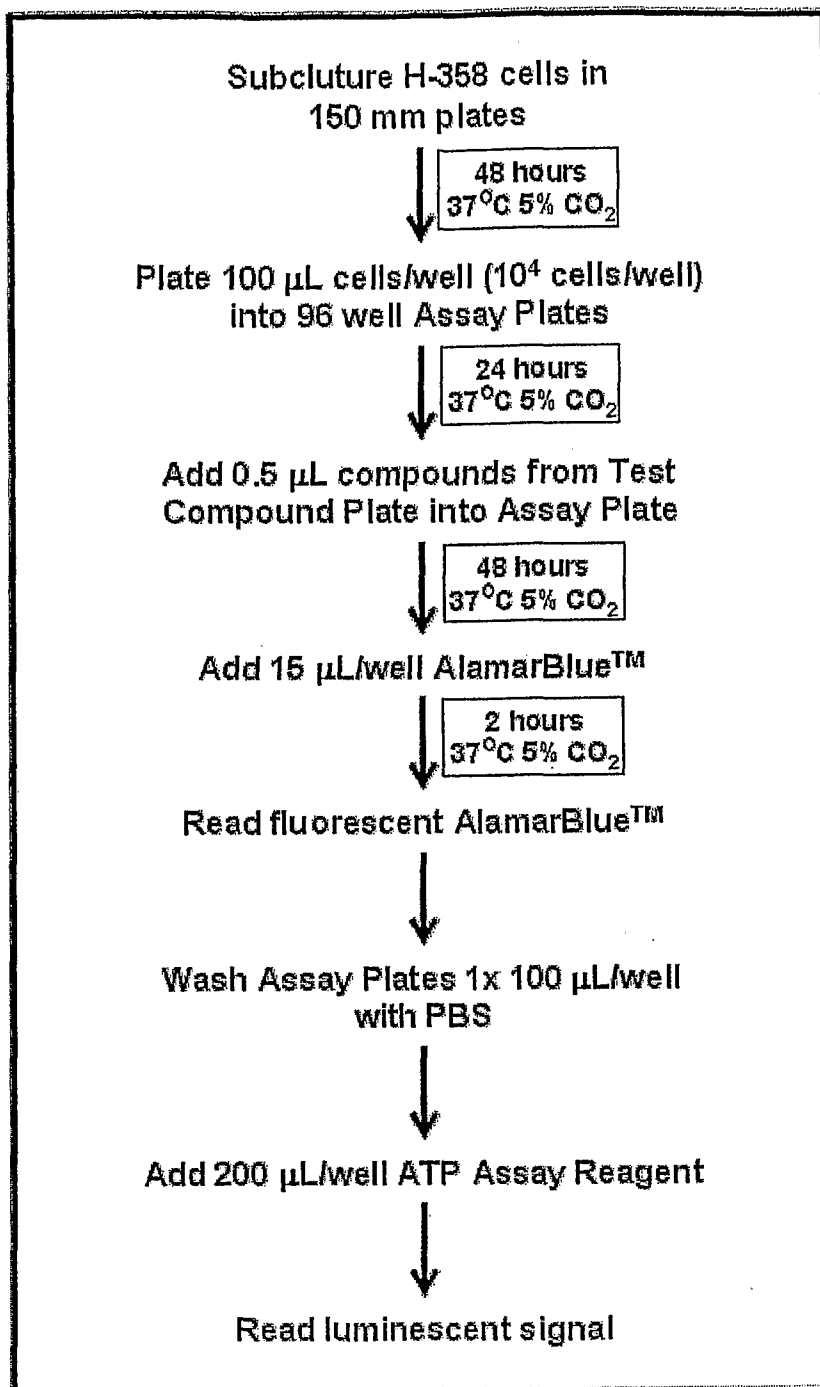 Subcluture H-358 cells in
150 mm plates
48 hours
37°C 5% CO₂
Plate 100 µL cells/well (10⁴ cells/well)
into 96 well Assay Plates
24 hours
37°C 5% CO₂
Add 0.5 µL compounds from Test
Compound Plate into Assay Plate
48 hours
37°C 5% CO₂
Add 15 µL/well AlamarBlue™
2 hours
37°C 5% CO₂
Read fluorescent AlamarBlue™
Wash Assay Plates 1x 100 µL/well
with PBS
Add 200 µL/well ATP Assay Reagent
Read luminescent signal